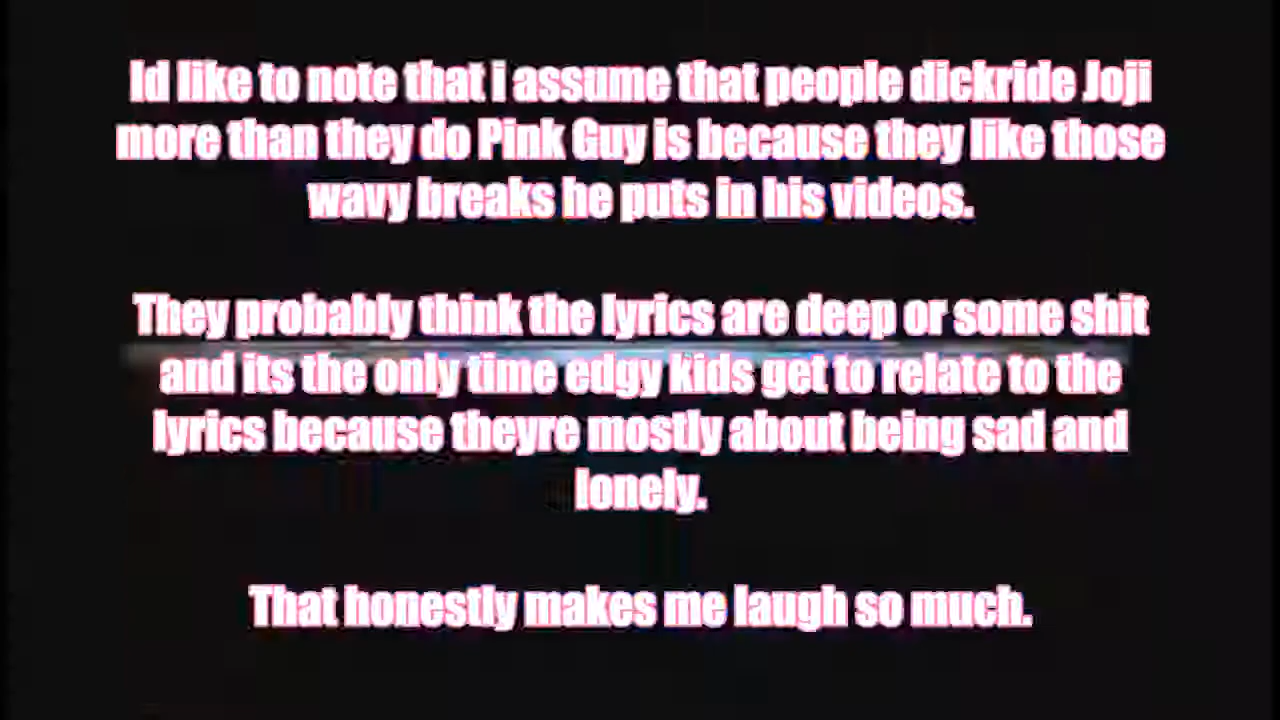 Id like to note that i assume that people dickride Joji
more than they do Pink Guy is because they like those
wavy breaks he puts in his videos.
They probably think the lyrics are deep or some shit
and its the only time edgy kids get to relate to the
lyrics because theyre mostly about being sad and
lonely.
That honestly makes me laugh so much.